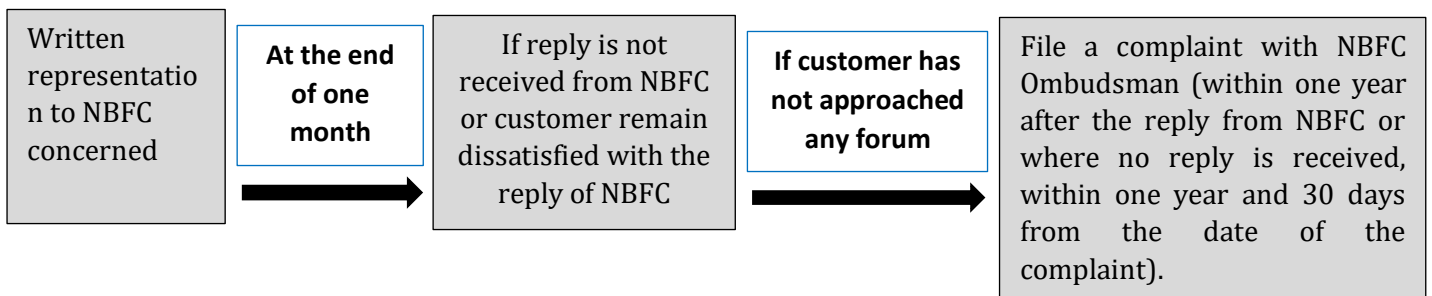 Written
representatio
n to NBFC
concerned
At the end
of one
month
If reply is not
received from NBFC
or customer remain
dissatisfied with the
reply of NBFC
If customer has
not approached
any forum
File a complaint with NBFC
Ombudsman (within one year
after the reply from NBFC or
where no reply is received,
within one year and 30 days
from the date of the
complaint).